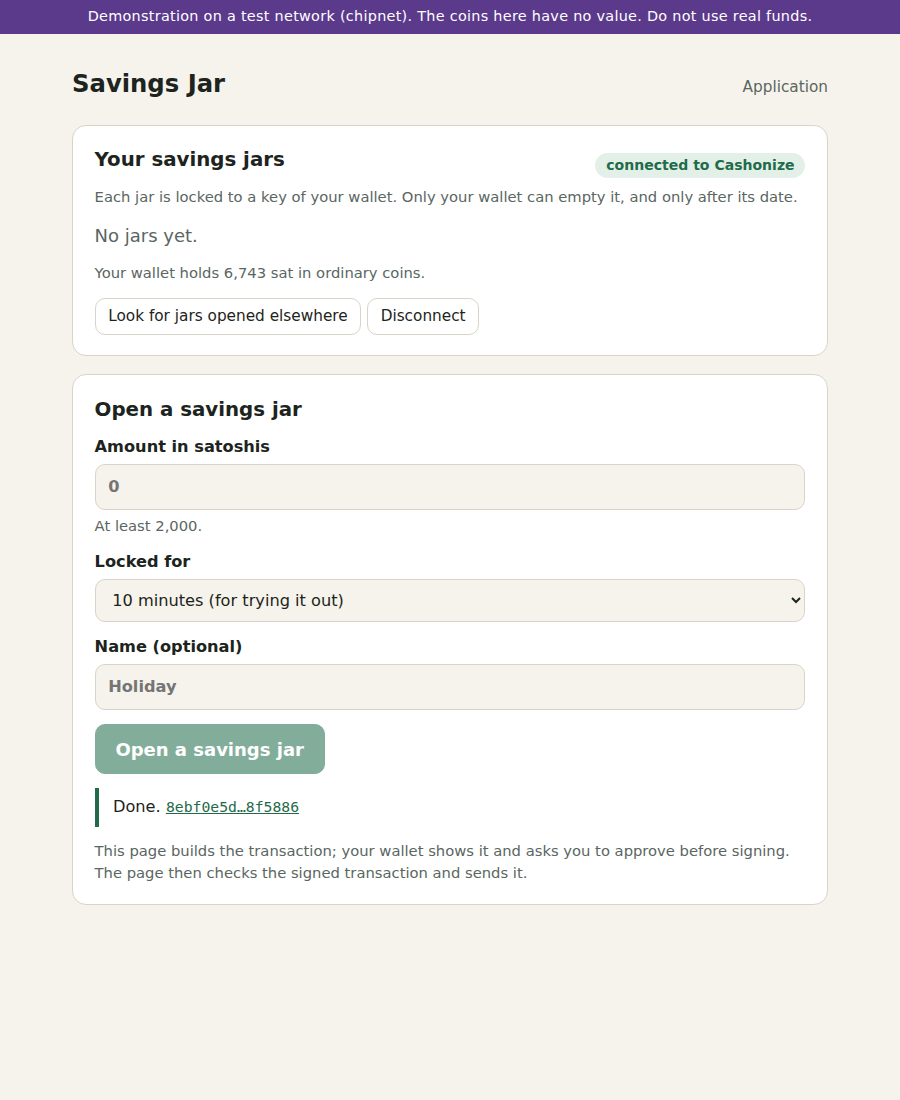 Demonstration on a test network (chipnet). The coins here have no value. Do not use real funds.
Savings Jar
Application
Your savings jars
connected to Cashonize
Each jar is locked to a key of your wallet. Only your wallet can empty it, and only after its date.
No jars yet.
Your wallet holds 6,743 sat in ordinary coins.
Look for jars opened elsewhere
Disconnect
Open a savings jar
Amount in satoshis
0
At least 2,000.
Locked for
10 minutes (for trying it out)
Name (optional)
Holiday
Open a savings jar
Done. 8ebf0e5d…8f5886
This page builds the transaction; your wallet shows it and asks you to approve before signing.
The page then checks the signed transaction and sends it.